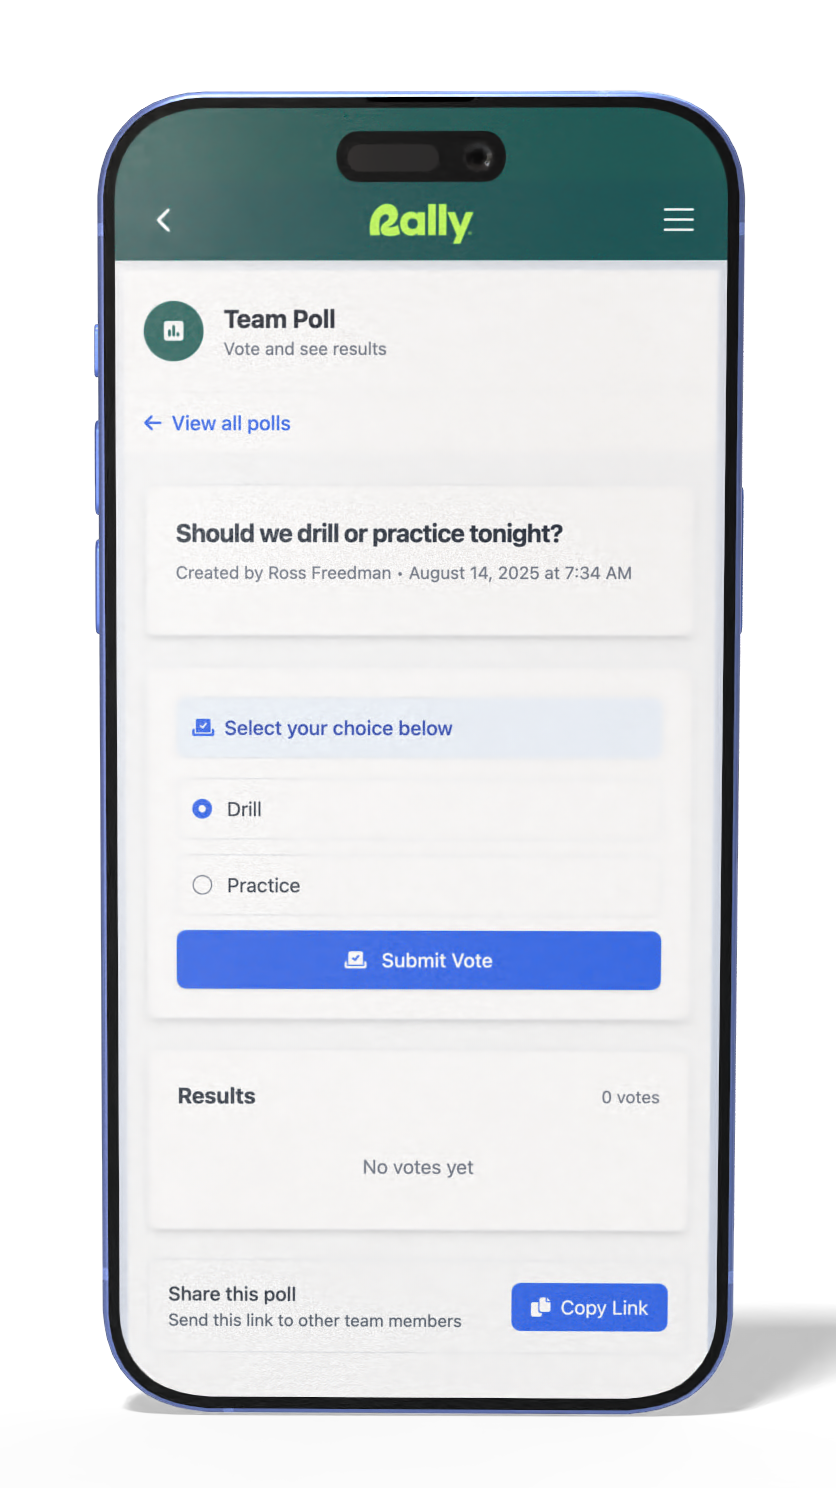 Rally
Team Poll
Vote and see results
← View all polls
Should we drill or practice tonight?
Created by Ross Freedman • August 14, 2025 at 7:34 AM
Select your choice below
Drill
Practice
Submit Vote
Results
0 votes
No votes yet
Share this poll
Send this link to other team members
Copy Link